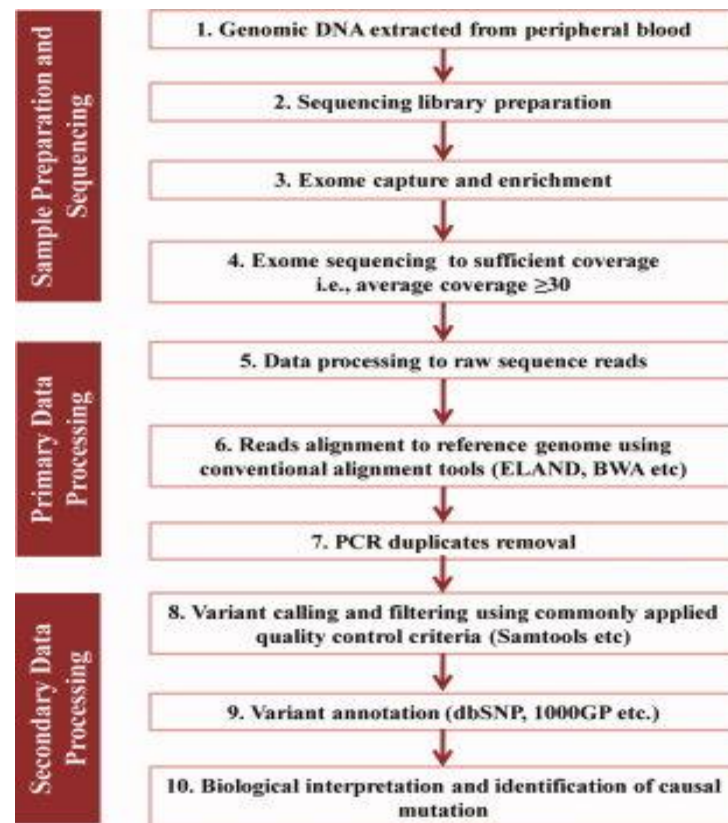 Sample Preparation and
Sequencing
1. Genomic DNA extracted from peripheral blood
2. Sequencing library preparation
3. Exome capture and enrichment
4. Exome sequencing to sufficient coverage
i.e., average coverage ≥30
Primary Data
Processing
5. Data processing to raw sequence reads
6. Reads alignment to reference genome using
conventional alignment tools (ELAND, BWA etc)
7. PCR duplicates removal
Secondary Data
Processing
8. Variant calling and filtering using commonly applied
quality control criteria (Samtools etc)
9. Variant annotation (dbSNP, 1000GP etc.)
10. Biological interpretation and identification of causal
mutation